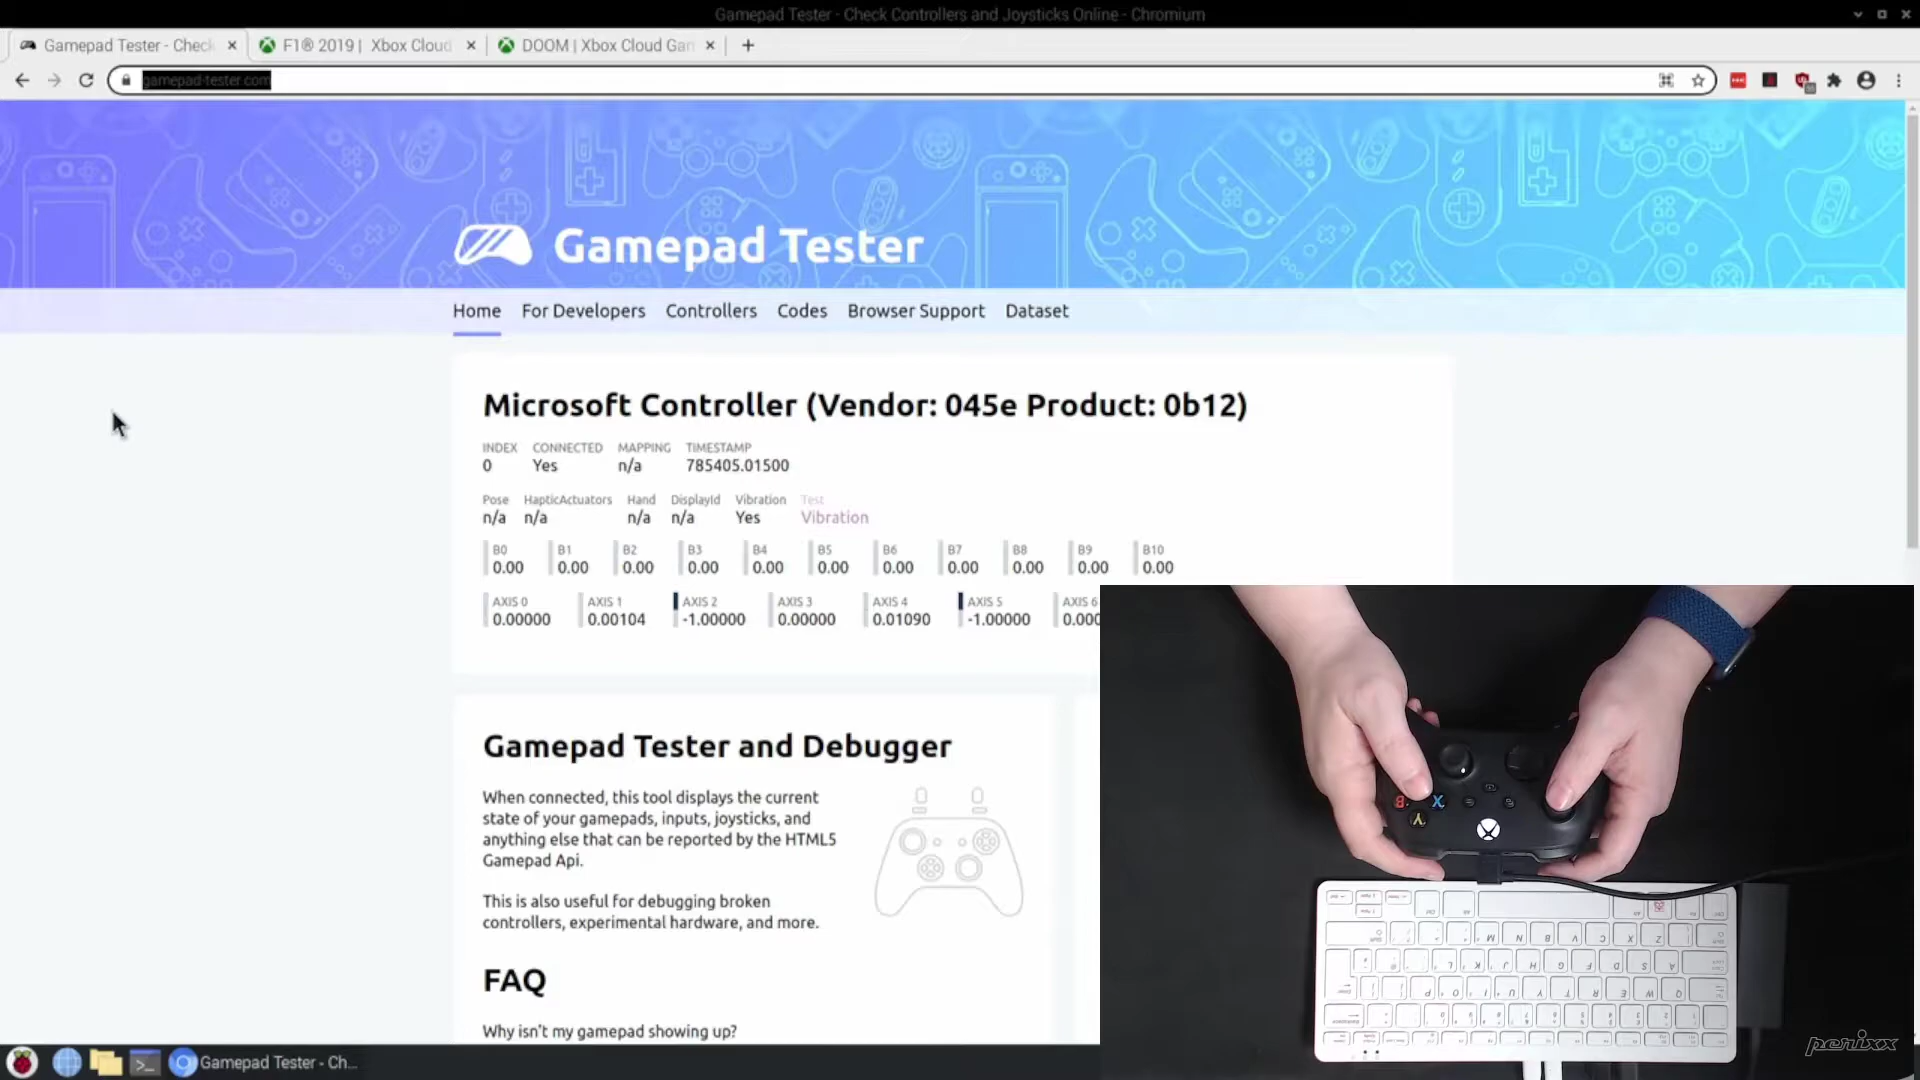 Gamepad Tester - Check Controllers and Joysticks Online - Chromium
Gamepad Tester - Check
F1® 2019 | Xbox Cloud
DOOM | Xbox Cloud Gam
gamepad-tester.com
Gamepad Tester
Home For Developers Controllers Codes Browser Support Dataset
Microsoft Controller (Vendor: 045e Product: 0b12)
INDEX CONNECTED MAPPING TIMESTAMP
0 Yes n/a 785405.01500
Pose HapticActuators Hand DisplayId Vibration Test
n/a n/a n/a n/a Yes Vibration
B0 B1 B2 B3 B4 B5 B6 B7 B8 B9 B10
0.00 0.00 0.00 0.00 0.00 0.00 0.00 0.00 0.00 0.00 0.00
AXIS 0 AXIS 1 AXIS 2 AXIS 3 AXIS 4 AXIS 5 AXIS 6
0.00000 0.00104 -1.00000 0.00000 0.01090 -1.00000 0.000
Gamepad Tester and Debugger
When connected, this tool displays the current
state of your gamepads, inputs, joysticks, and
anything else that can be reported by the HTML5
Gamepad Api.
This is also useful for debugging broken
controllers, experimental hardware, and more.
FAQ
Why isn't my gamepad showing up?
B X
Y
perixx
Gamepad Tester - Ch...